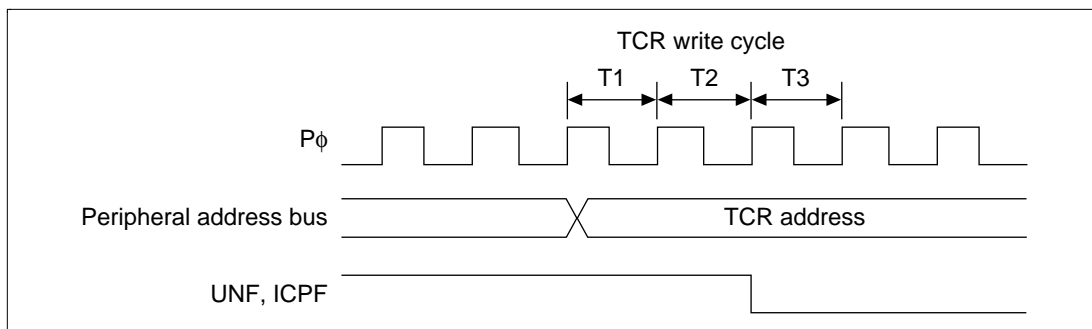 TCR write cycle
T1 T2 T3
Pϕ
Peripheral address bus
TCR address
UNF, ICPF